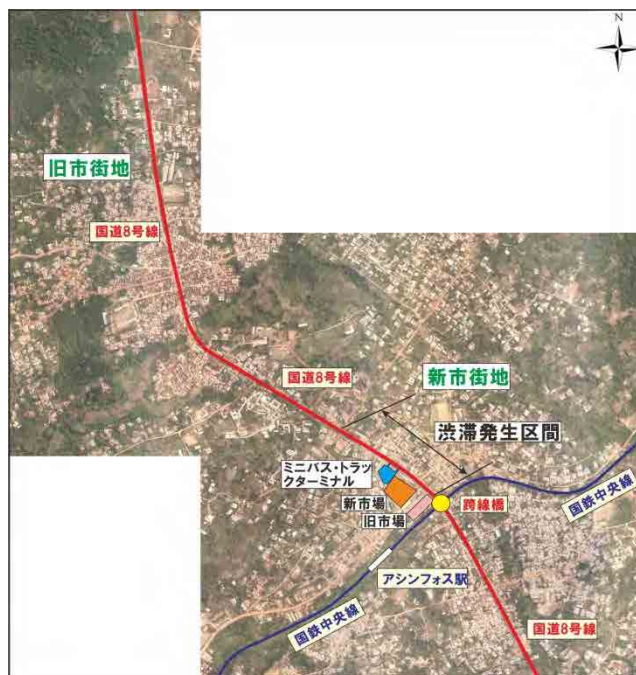 N
旧市街地
国道8号線
国道8号線
新市街地
渋滞発生区間
ミニバス・トラッ
クターミナル
新市場
旧市場
跨線橋
国鉄中央線
アシンフォス駅
国鉄中央線
国道8号線